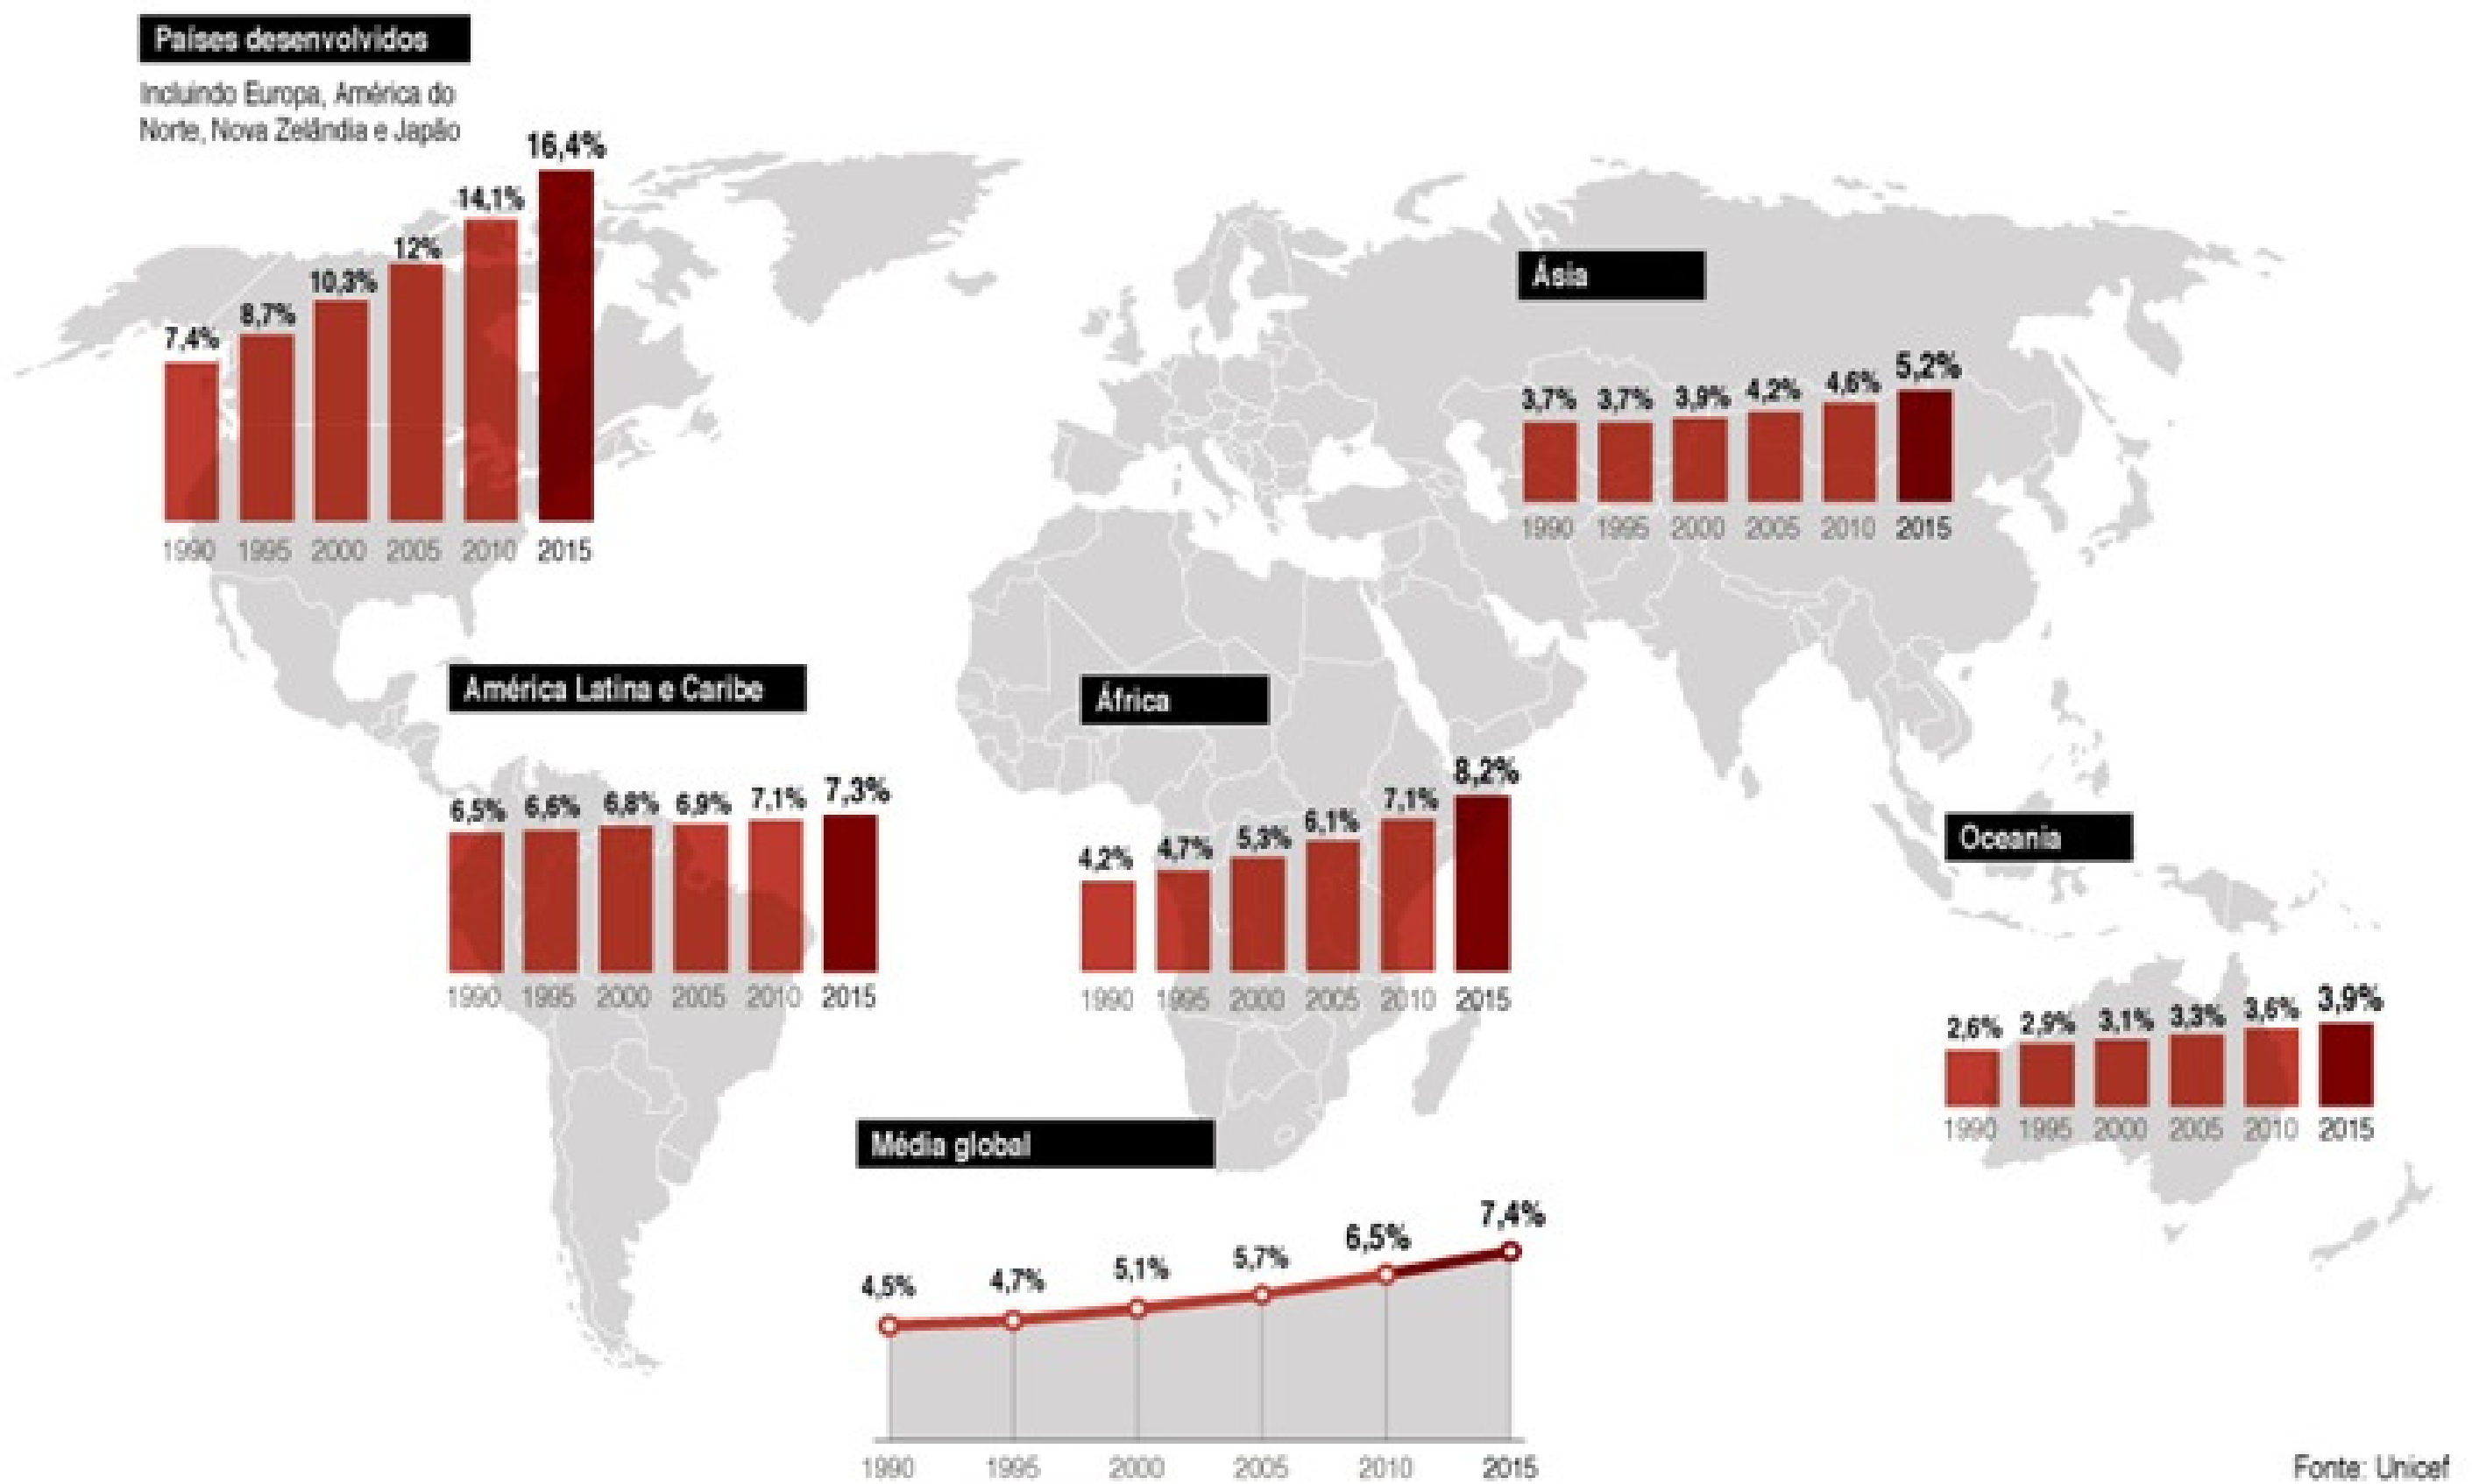 Países desenvolvidos
Incluindo Europa, América do
Norte, Nova Zelândia e Japão
7,4% 8,7% 10,3% 12% 14,1% 16,4%
1990 1995 2000 2005 2010 2015
Ásia
3,7% 3,7% 3,9% 4,2% 4,6% 5,2%
1990 1995 2000 2005 2010 2015
América Latina e Caribe
6,5% 6,6% 6,8% 6,9% 7,1% 7,3%
1990 1995 2000 2005 2010 2015
África
4,2% 4,7% 5,3% 6,1% 7,1% 8,2%
1990 1995 2000 2005 2010 2015
Oceania
2,6% 2,9% 3,1% 3,3% 3,6% 3,9%
1990 1995 2000 2005 2010 2015
Média global
4,5% 4,7% 5,1% 5,7% 6,5% 7,4%
1990 1995 2000 2005 2010 2015
Fonte: Unicef